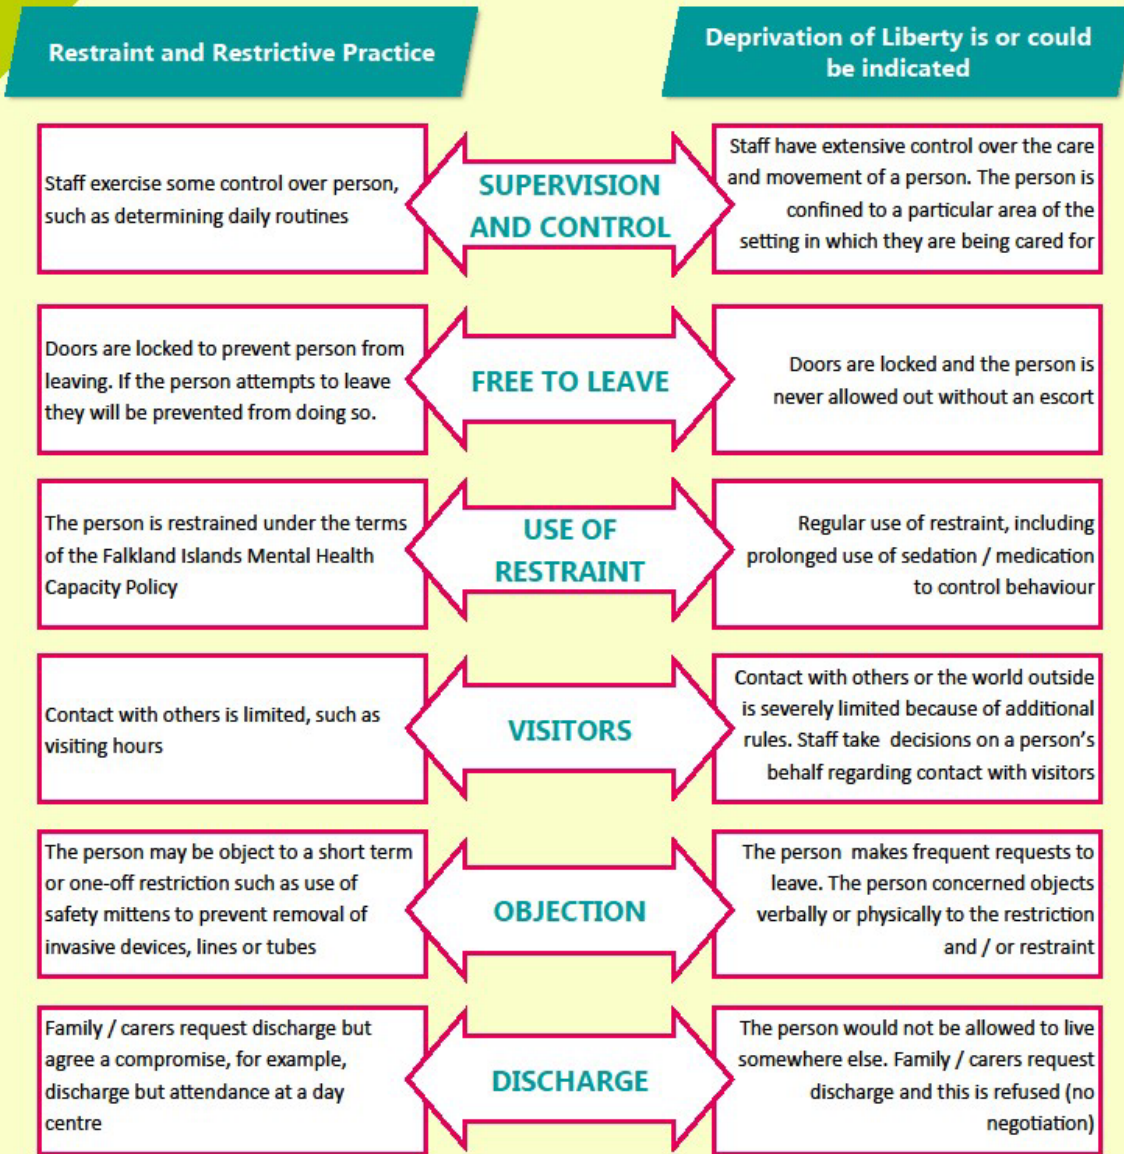 Restraint and Restrictive Practice
Deprivation of Liberty is or could
be indicated
Staff exercise some control over person,
such as determining daily routines
SUPERVISION
AND CONTROL
Staff have extensive control over the care
and movement of a person. The person is
confined to a particular area of the
setting in which they are being cared for
Doors are locked to prevent person from
leaving. If the person attempts to leave
they will be prevented from doing so.
FREE TO LEAVE
Doors are locked and the person is
never allowed out without an escort
The person is restrained under the terms
of the Falkland Islands Mental Health
Capacity Policy
USE OF
RESTRAINT
Regular use of restraint, including
prolonged use of sedation / medication
to control behaviour
Contact with others is limited, such as
visiting hours
VISITORS
Contact with others or the world outside
is severely limited because of additional
rules. Staff take decisions on a person's
behalf regarding contact with visitors
The person may be object to a short term
or one-off restriction such as use of
safety mittens to prevent removal of
invasive devices, lines or tubes
OBJECTION
The person makes frequent requests to
leave. The person concerned objects
verbally or physically to the restriction
and / or restraint
Family / carers request discharge but
agree a compromise, for example,
discharge but attendance at a day
centre
DISCHARGE
The person would not be allowed to live
somewhere else. Family / carers request
discharge and this is refused (no
negotiation)